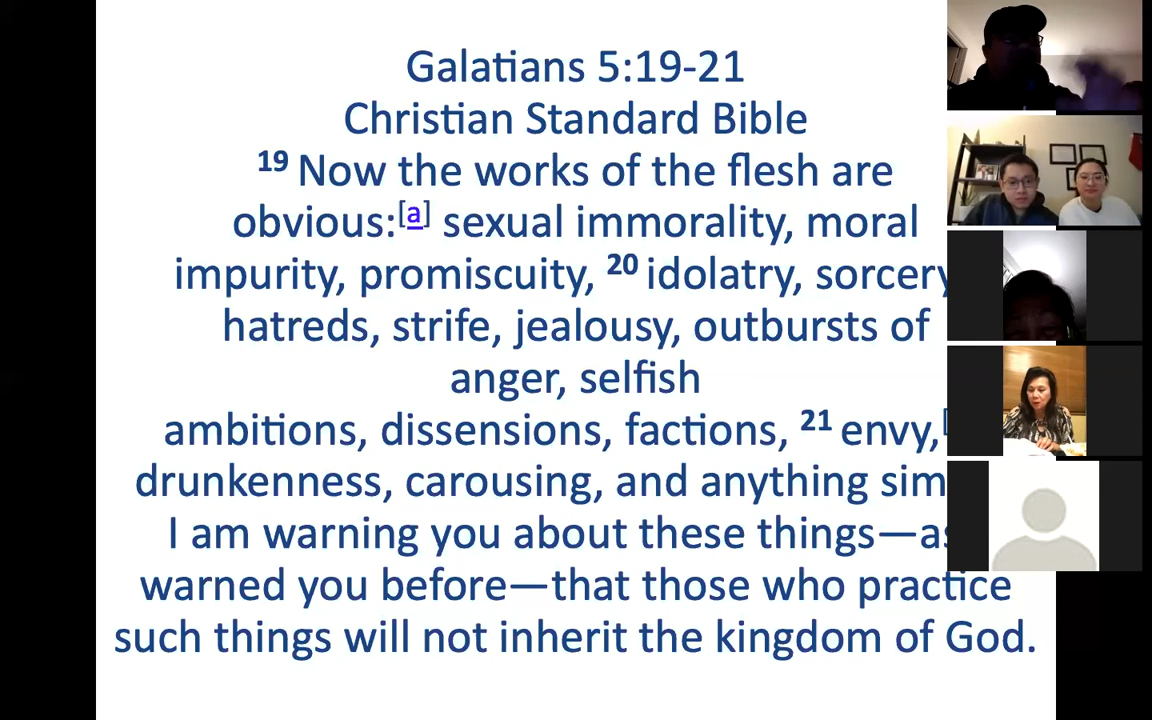 Galatians 5:19-21
Christian Standard Bible
19 Now the works of the flesh are
obvious:[a] sexual immorality, moral
impurity, promiscuity, 20 idolatry, sorcery
hatreds, strife, jealousy, outbursts of
anger, selfish
ambitions, dissensions, factions, 21 envy,[
drunkenness, carousing, and anything sim
I am warning you about these things—as
warned you before—that those who practice
such things will not inherit the kingdom of God.